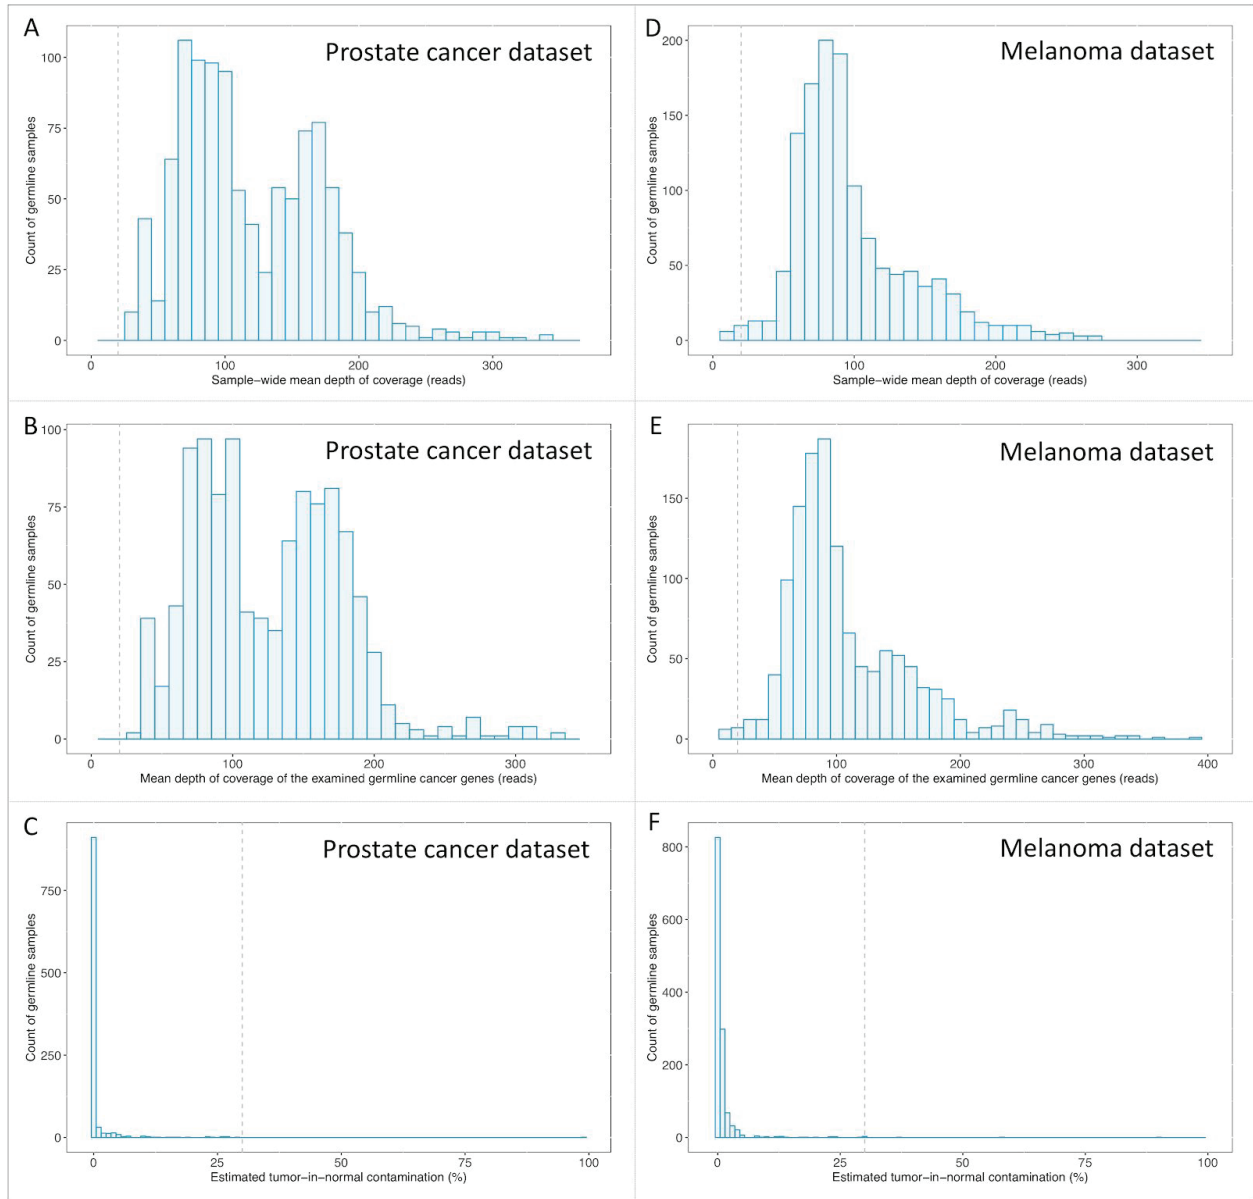 A
Prostate cancer dataset
100
75
50
25
0
Count of germline samples
0 100 200 300
Sample-wide mean depth of coverage (reads)
D
Melanoma dataset
200
150
100
50
0
Count of germline samples
0 100 200 300
Sample-wide mean depth of coverage (reads)
B
Prostate cancer dataset
100
75
50
25
0
Count of germline samples
0 100 200 300
Mean depth of coverage of the examined germline cancer genes (reads)
E
Melanoma dataset
150
100
50
0
Count of germline samples
0 100 200 300 400
Mean depth of coverage of the examined germline cancer genes (reads)
C
Prostate cancer dataset
750
500
250
0
Count of germline samples
0 25 50 75 100
Estimated tumor-in-normal contamination (%)
F
Melanoma dataset
800
600
400
200
0
Count of germline samples
0 25 50 75 100
Estimated tumor-in-normal contamination (%)